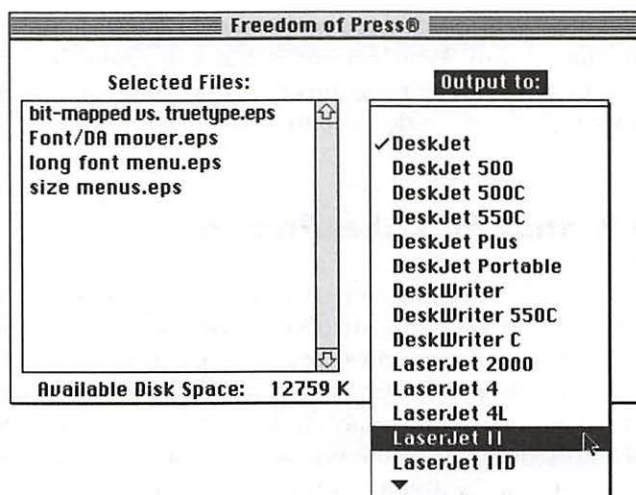 Freedom of Press®
Selected Files:
bit-mapped vs. truetype.eps
Font/DA mover.eps
long font menu.eps
size menus.eps
Available Disk Space: 12759 K
Output to:
✓DeskJet
DeskJet 500
DeskJet 500C
DeskJet 550C
DeskJet Plus
DeskJet Portable
DeskWriter
DeskWriter 550C
DeskWriter C
LaserJet 2000
LaserJet 4
LaserJet 4L
LaserJet II
LaserJet IID